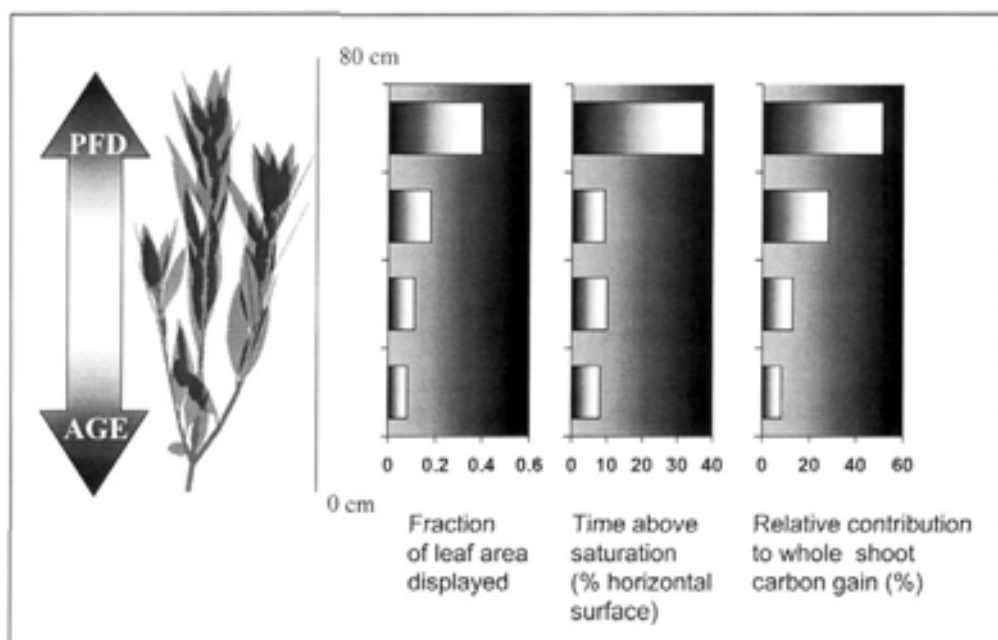 80 cm
PFD
AGE
0 cm
0 0.2 0.4 0.6
0 10 20 30 40
0 20 40 60
Fraction
of leaf area
displayed
Time above
saturation
(% horizontal
surface)
Relative contribution
to whole shoot
carbon gain (%)